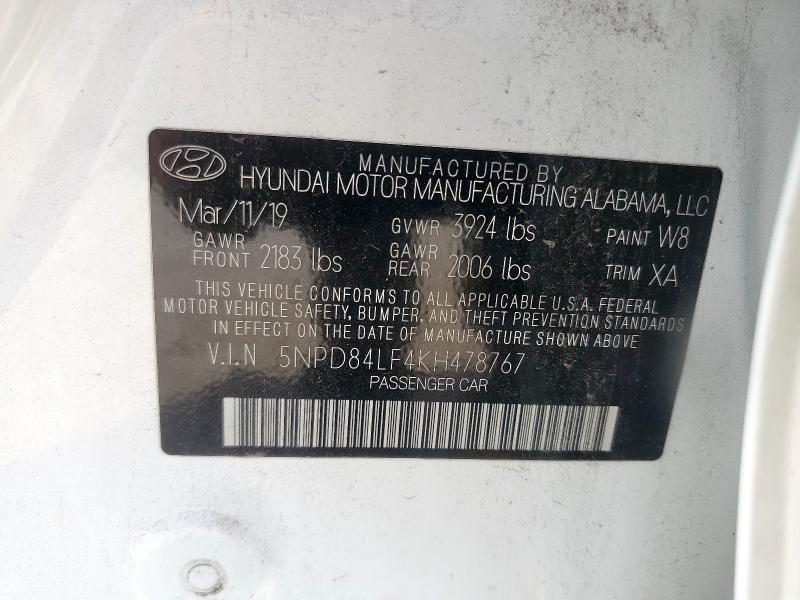 MANUFACTURED BY
HYUNDAI MOTOR MANUFACTURING ALABAMA, LLC
Mar/11/19 GVWR 3924 lbs PAINT W8
GAWR FRONT 2183 lbs GAWR REAR 2006 lbs TRIM XA
THIS VEHICLE CONFORMS TO ALL APPLICABLE U.S.A. FEDERAL
MOTOR VEHICLE SAFETY, BUMPER, AND THEFT PREVENTION STANDARDS
IN EFFECT ON THE DATE OF MANUFACTURE SHOWN ABOVE.
V.I.N 5NPD84LF4KH478767
PASSENGER CAR